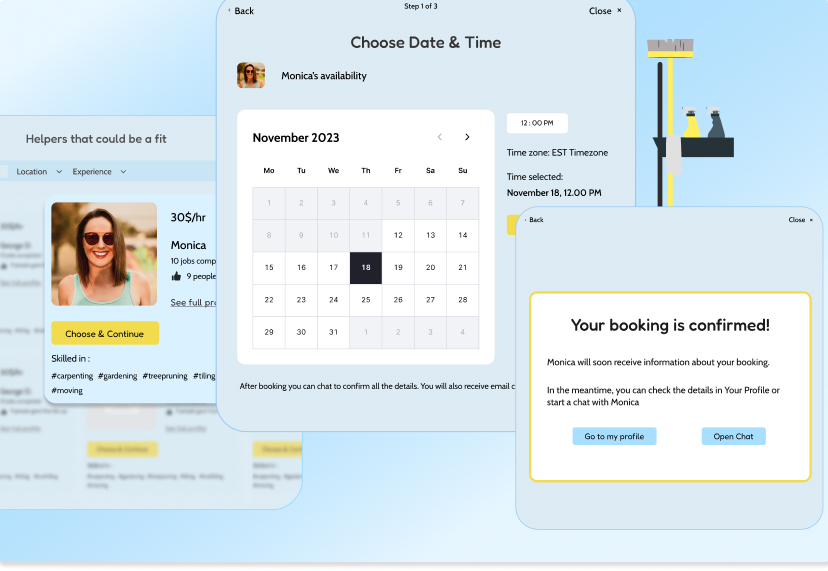 Helpers that could be a fit
Location
Experience
30$/hr
Monica
10 jobs comp
9 people
See full pro
Choose & Continue
Skilled in :
#carpenting #gardening #treepruning #tiling
#moving
Back
Step 1 of 3
Close ×
Choose Date & Time
Monica's availability
November 2023
Mo Tu We Th Fr Sa Su
1 2 3 4 5 6 7
8 9 10 11 12 13 14
15 16 17 18 19 20 21
22 23 24 25 26 27 28
29 30 31 1 2 3 4
After booking you can chat to confirm all the details. You will also receive email c
12 : 00 PM
Time zone: EST Timezone
Time selected:
November 18, 12.00 PM
Back
Close ×
Your booking is confirmed!
Monica will soon receive information about your booking.
In the meantime, you can check the details in Your Profile or
start a chat with Monica
Go to my profile
Open Chat